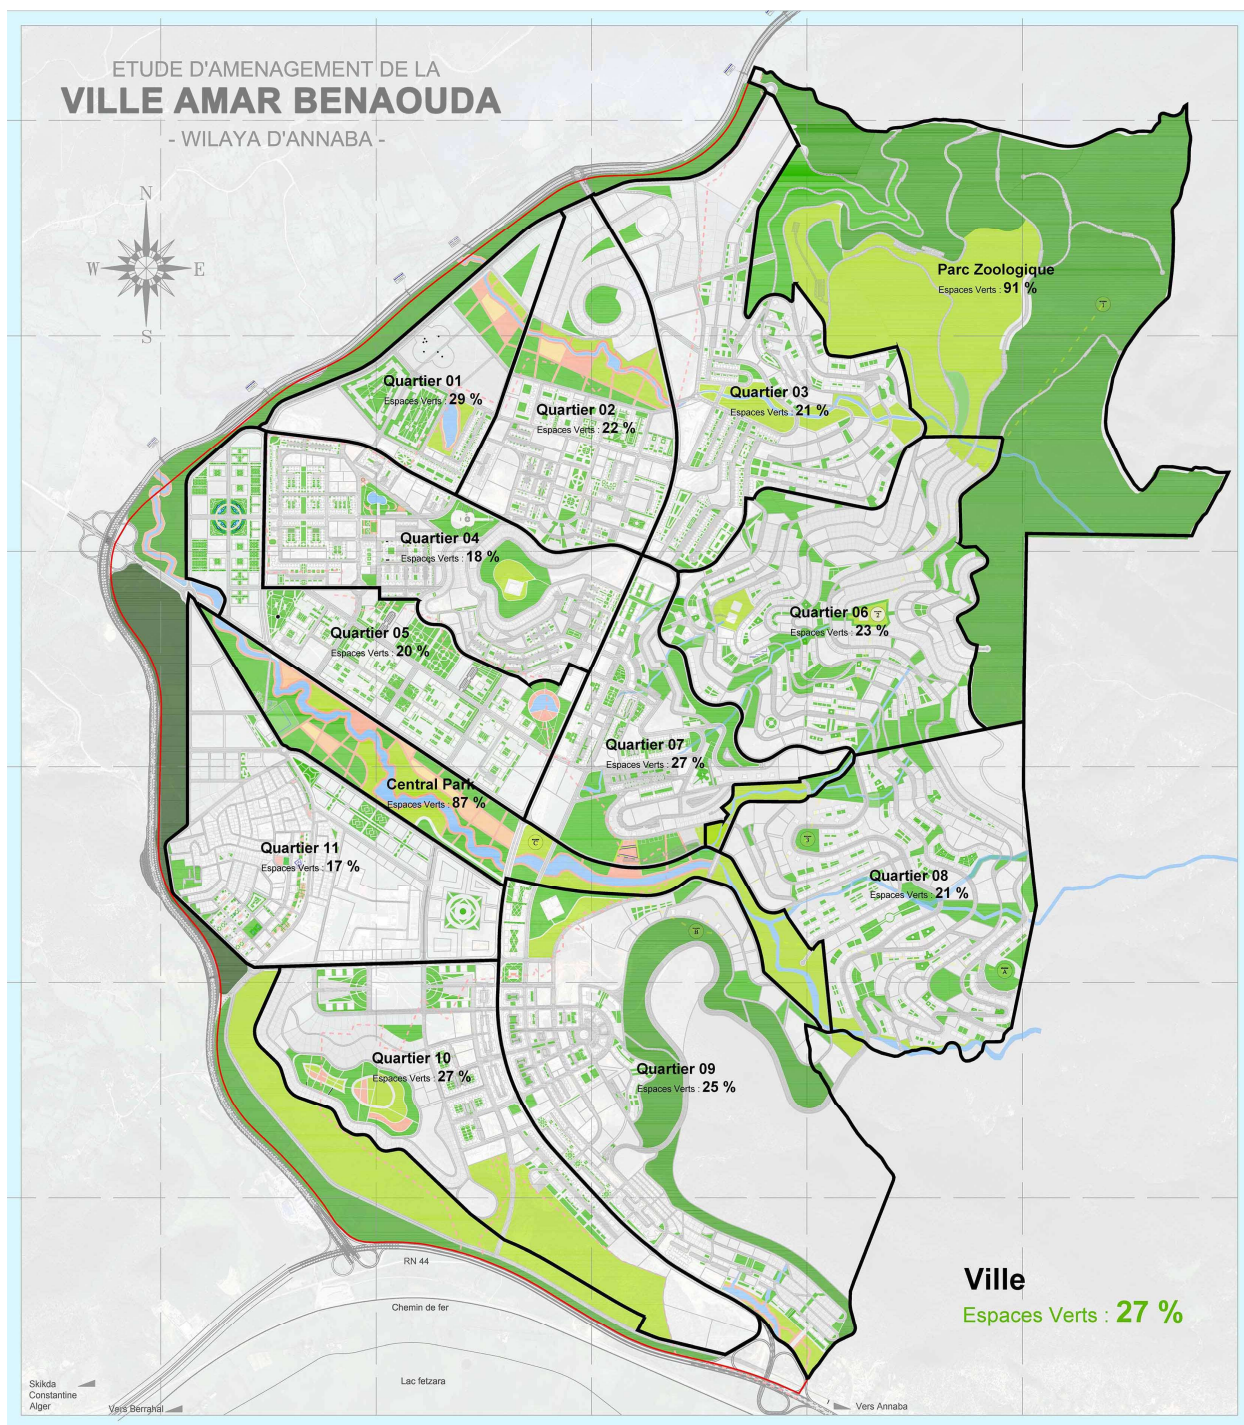 ETUDE D'AMENAGEMENT DE LA
VILLE AMAR BENAOUDA
- WILAYA D'ANNABA -
N
W
E
S
Parc Zoologique
Espaces Verts : 91 %
1
Quartier 01
Espaces Verts : 29 %
Quartier 02
Espaces Verts : 22 %
Quartier 03
Espaces Verts : 21 %
Quartier 04
Espaces Verts : 18 %
Quartier 05
Espaces Verts : 20 %
Quartier 06
Espaces Verts : 23 %
2
Quartier 07
Espaces Verts : 27 %
Central Park
Espaces Verts : 87 %
C
3
Quartier 11
Espaces Verts : 17 %
Quartier 08
Espaces Verts : 21 %
B
A
Quartier 10
Espaces Verts : 27 %
Quartier 09
Espaces Verts : 25 %
Ville
Espaces Verts : 27 %
RN 44
Chemin de fer
Lac fetzara
Skikda
Constantine
Alger
Vers Berrahal
Vers Annaba